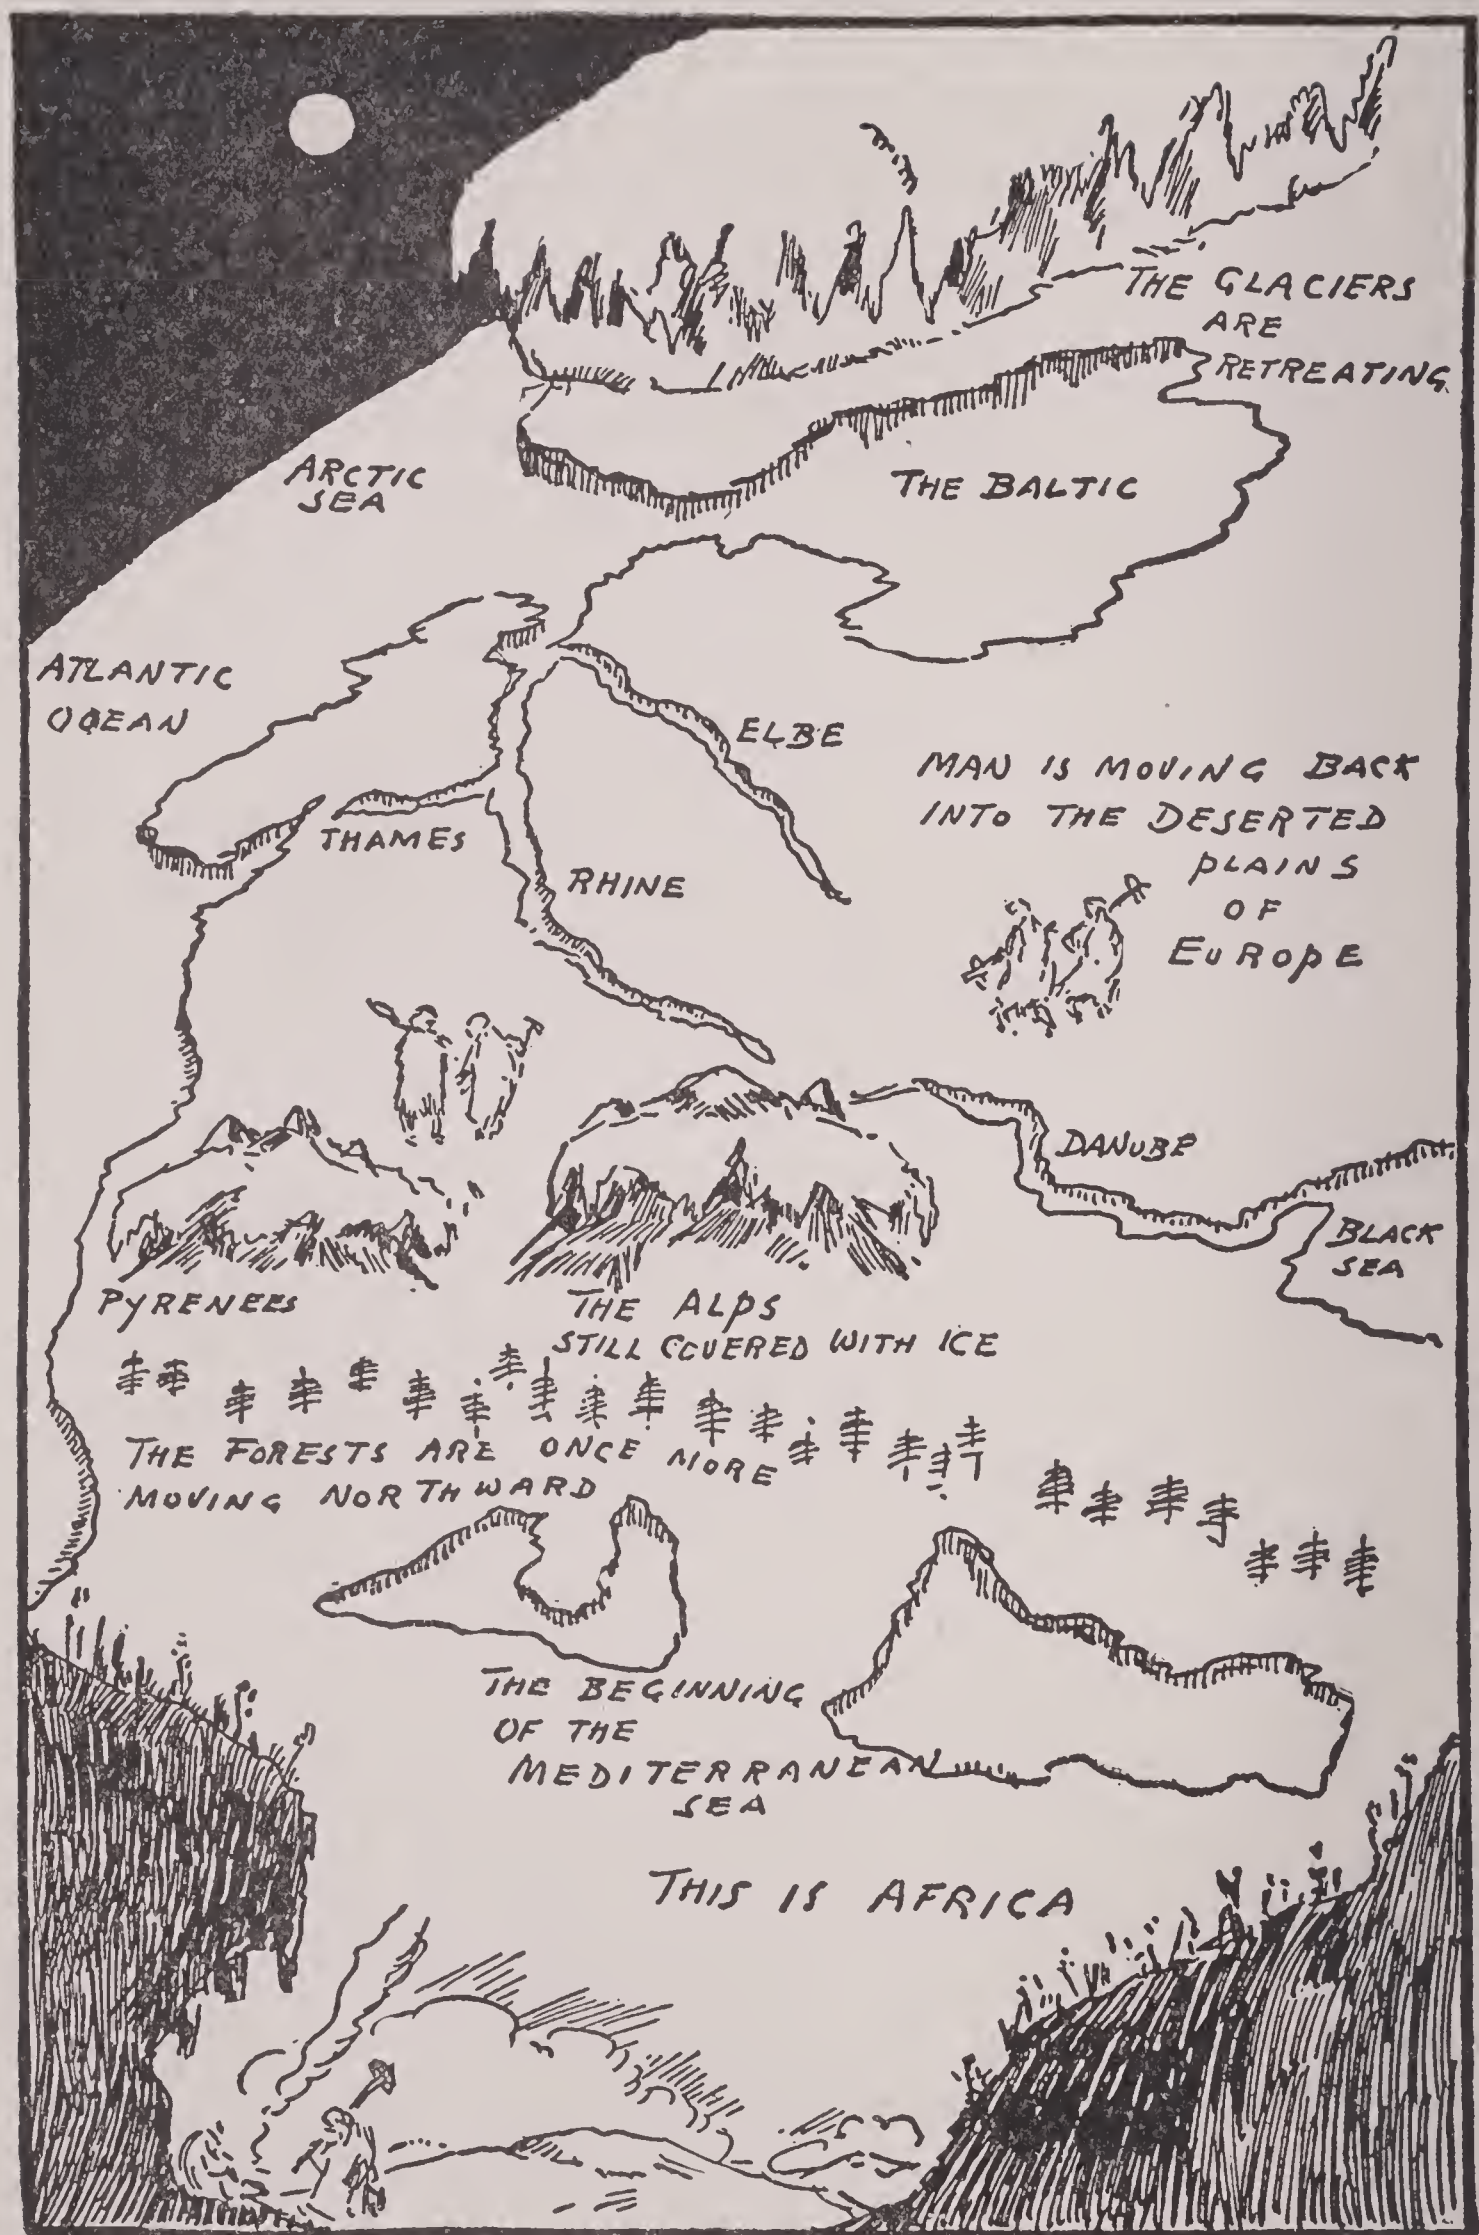 THE GLACIERS
ARE
RETREATING
ARCTIC
SEA
THE BALTIC
ATLANTIC
OCEAN
ELBE
MAN IS MOVING BACK
INTO THE DESERTED
PLAINS
OF
EUROPE
THAMES
RHINE
DANUBE
BLACK
SEA
PYRENEES
THE ALPS
STILL COVERED WITH ICE
THE FORESTS ARE ONCE MORE
MOVING NORTHWARD
THE BEGINNING
OF THE
MEDITERRANEAN
SEA
THIS IS AFRICA